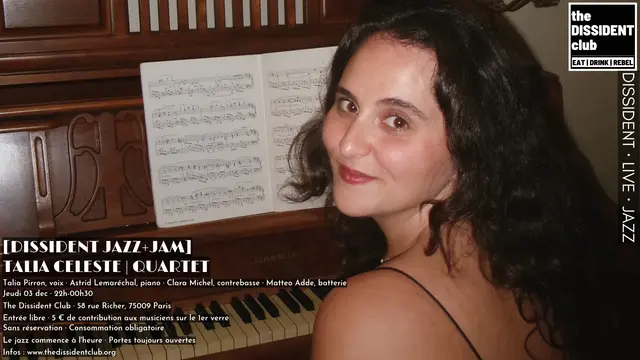 the
DISSIDENT
club
EAT | DRINK | REBEL
DISSIDENT · LIVE · JAZZ
[DISSIDENT JAZZ+JAM]
TALIA CELESTE | QUARTET
Talia Pirron, voix · Astrid Lemaréchal, piano · Clara Michel, contrebasse · Matteo Adde, batterie
Jeudi 03 dec · 22h-00h30
The Dissident Club · 58 rue Richer, 75009 Paris
Entrée libre · 5 € de contribution aux musiciens sur le 1er verre
Sans réservation · Consommation obligatoire
Le jazz commence à l'heure · Portes toujours ouvertes
Infos : www.thedissidentclub.org